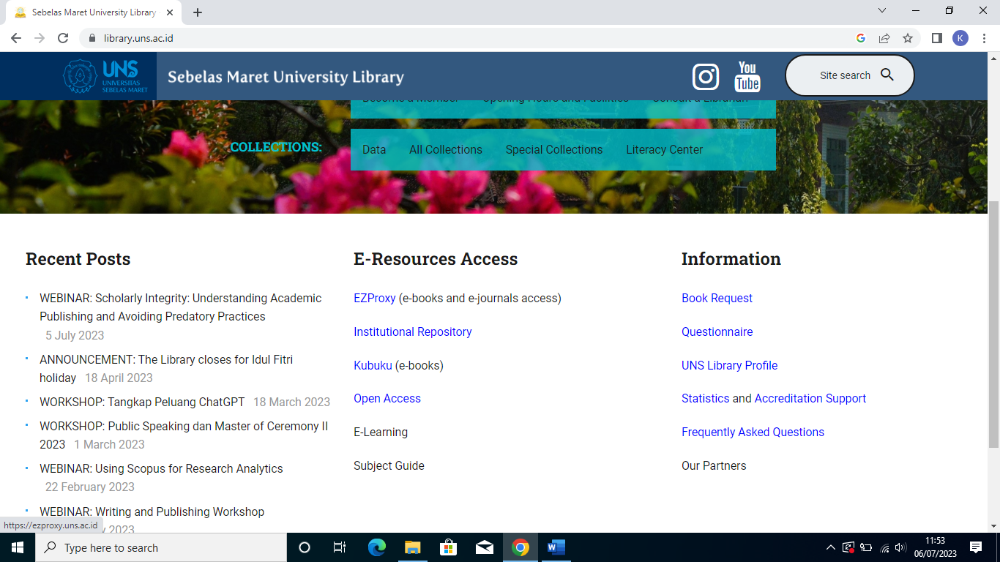 Sebelas Maret University Library
library.uns.ac.id
K
UNS
UNIVERSITAS
SEBELAS MARET
Sebelas Maret University Library
You
Tube
Site search
Become a Member Opening Hours and Facilities Consult a Librarian
COLLECTIONS:
Data All Collections Special Collections Literacy Center
Recent Posts
WEBINAR: Scholarly Integrity: Understanding Academic
Publishing and Avoiding Predatory Practices
5 July 2023
ANNOUNCEMENT: The Library closes for Idul Fitri
holiday 18 April 2023
WORKSHOP: Tangkap Peluang ChatGPT 18 March 2023
WORKSHOP: Public Speaking dan Master of Ceremony II
2023 1 March 2023
WEBINAR: Using Scopus for Research Analytics
22 February 2023
WEBINAR: Writing and Publishing Workshop
2023
E-Resources Access
EZProxy (e-books and e-journals access)
Institutional Repository
Kubuku (e-books)
Open Access
E-Learning
Subject Guide
Information
Book Request
Questionnaire
UNS Library Profile
Statistics and Accreditation Support
Frequently Asked Questions
Our Partners
https://ezproxy.uns.ac.id
Type here to search
11:53
06/07/2023